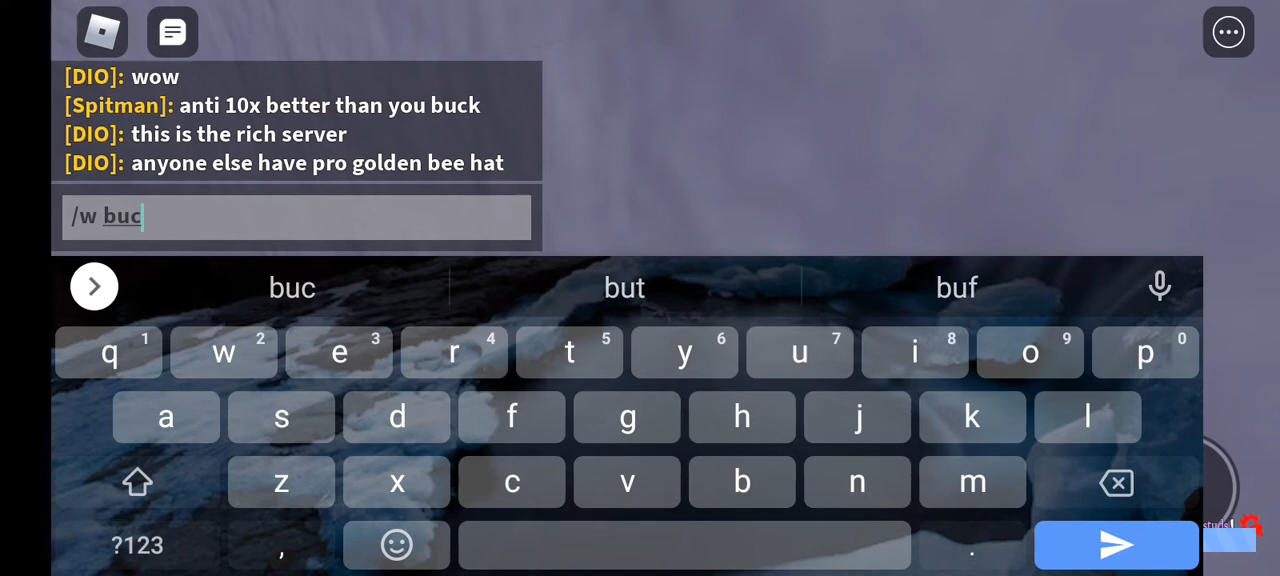 [DIO]: wow
[Spitman]: anti 10x better than you buck
[DIO]: this is the rich server
[DIO]: anyone else have pro golden bee hat
/w buc
buc but buf
q 1 w 2 e 3 r 4 t 5 y 6 u 7 i 8 o 9 p 0
a s d f g h j k l
z x c v b n m
studs!
?123 , .